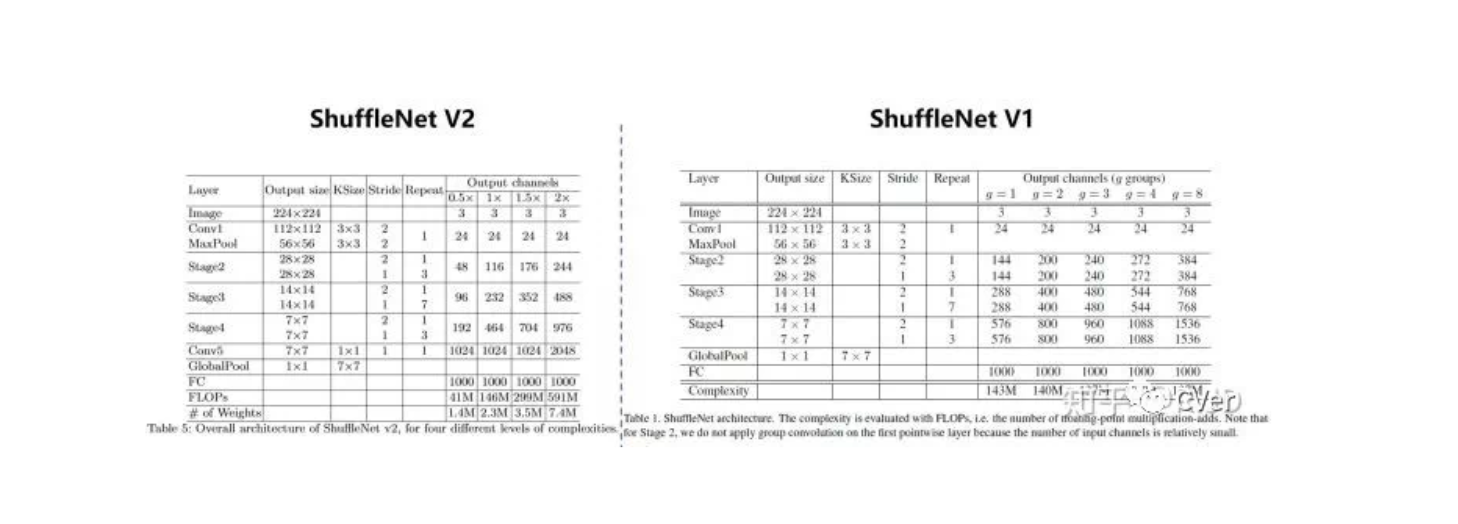 ShuffleNet V2
Layer Output size KSize Stride Repeat Output channels
0.5× 1× 1.5× 2×
Image 224×224 3 3 3 3
Conv1 112×112 3×3 2 1 24 24 24 24
MaxPool 56×56 3×3 2
Stage2 28×28 2 1 48 116 176 244
28×28 1 3
Stage3 14×14 2 1 96 232 352 488
14×14 1 7
Stage4 7×7 2 1 192 464 704 976
7×7 1 3
Conv5 7×7 1×1 1 1 1024 1024 1024 2048
GlobalPool 1×1 7×7
FC 1000 1000 1000 1000
FLOPs 41M 146M 299M 591M
# of Weights 1.4M 2.3M 3.5M 7.4M
Table 5: Overall architecture of ShuffleNet v2, for four different levels of complexities.
ShuffleNet V1
Layer Output size KSize Stride Repeat Output channels (g groups)
g = 1 g = 2 g = 3 g = 4 g = 8
Image 224 × 224 3 3 3 3 3
Conv1 112 × 112 3 × 3 2 1 24 24 24 24 24
MaxPool 56 × 56 3 × 3 2
Stage2 28 × 28 2 1 144 200 240 272 384
28 × 28 1 3 144 200 240 272 384
Stage3 14 × 14 2 1 288 400 480 544 768
14 × 14 1 7 288 400 480 544 768
Stage4 7 × 7 2 1 576 800 960 1088 1536
7 × 7 1 3 576 800 960 1088 1536
GlobalPool 1 × 1 7 × 7
FC 1000 1000 1000 1000 1000
Complexity 143M 140M
Table 1. ShuffleNet architecture. The complexity is evaluated with FLOPs, i.e. the number of floating-point multiplication-adds. Note that
for Stage 2, we do not apply group convolution on the first pointwise layer because the number of input channels is relatively small.
知乎